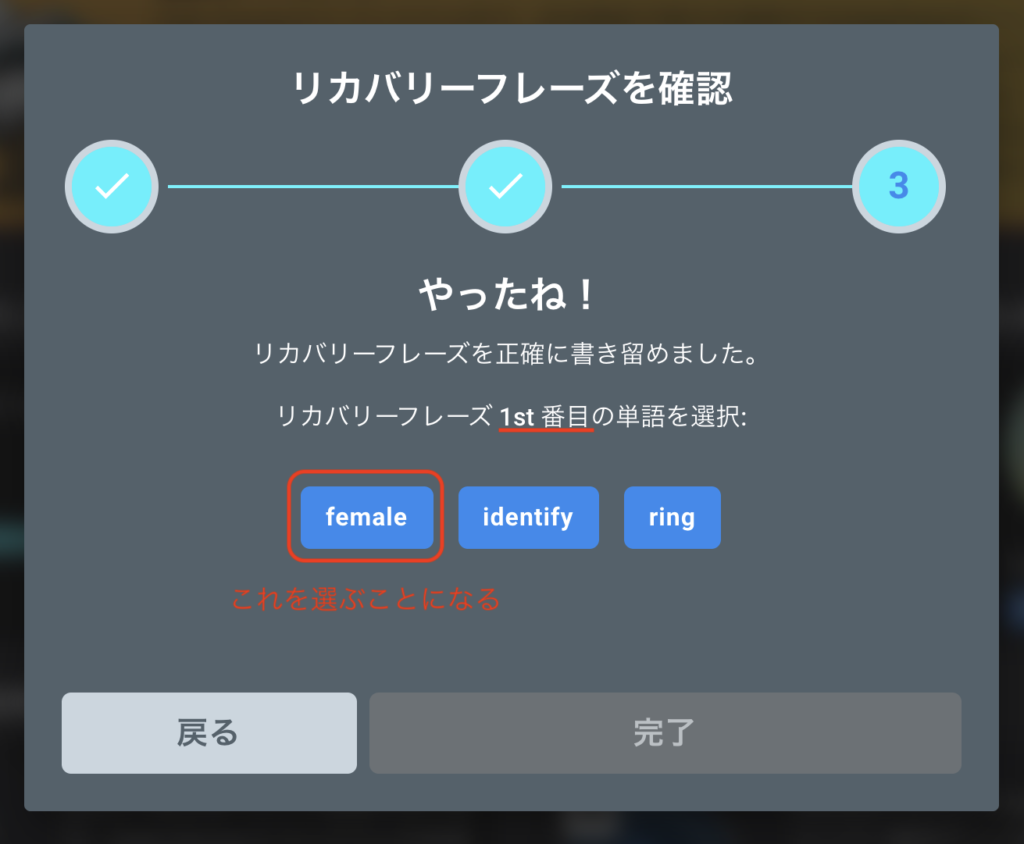 リカバリーフレーズを確認
3
やったね！
リカバリーフレーズを正確に書き留めました。
リカバリーフレーズ 1st 番目の単語を選択:
female identify ring
これを選ぶことになる
戻る 完了